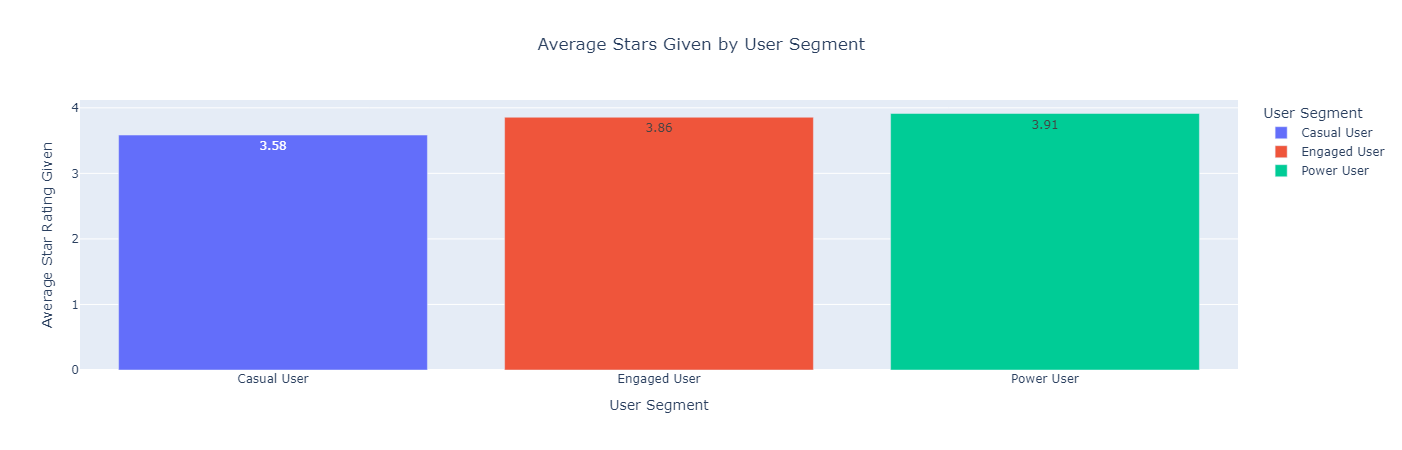 Average Stars Given by User Segment
Average Star Rating Given
4
3
2
1
0
3.58
3.86
3.91
Casual User
Engaged User
Power User
User Segment
User Segment
Casual User
Engaged User
Power User